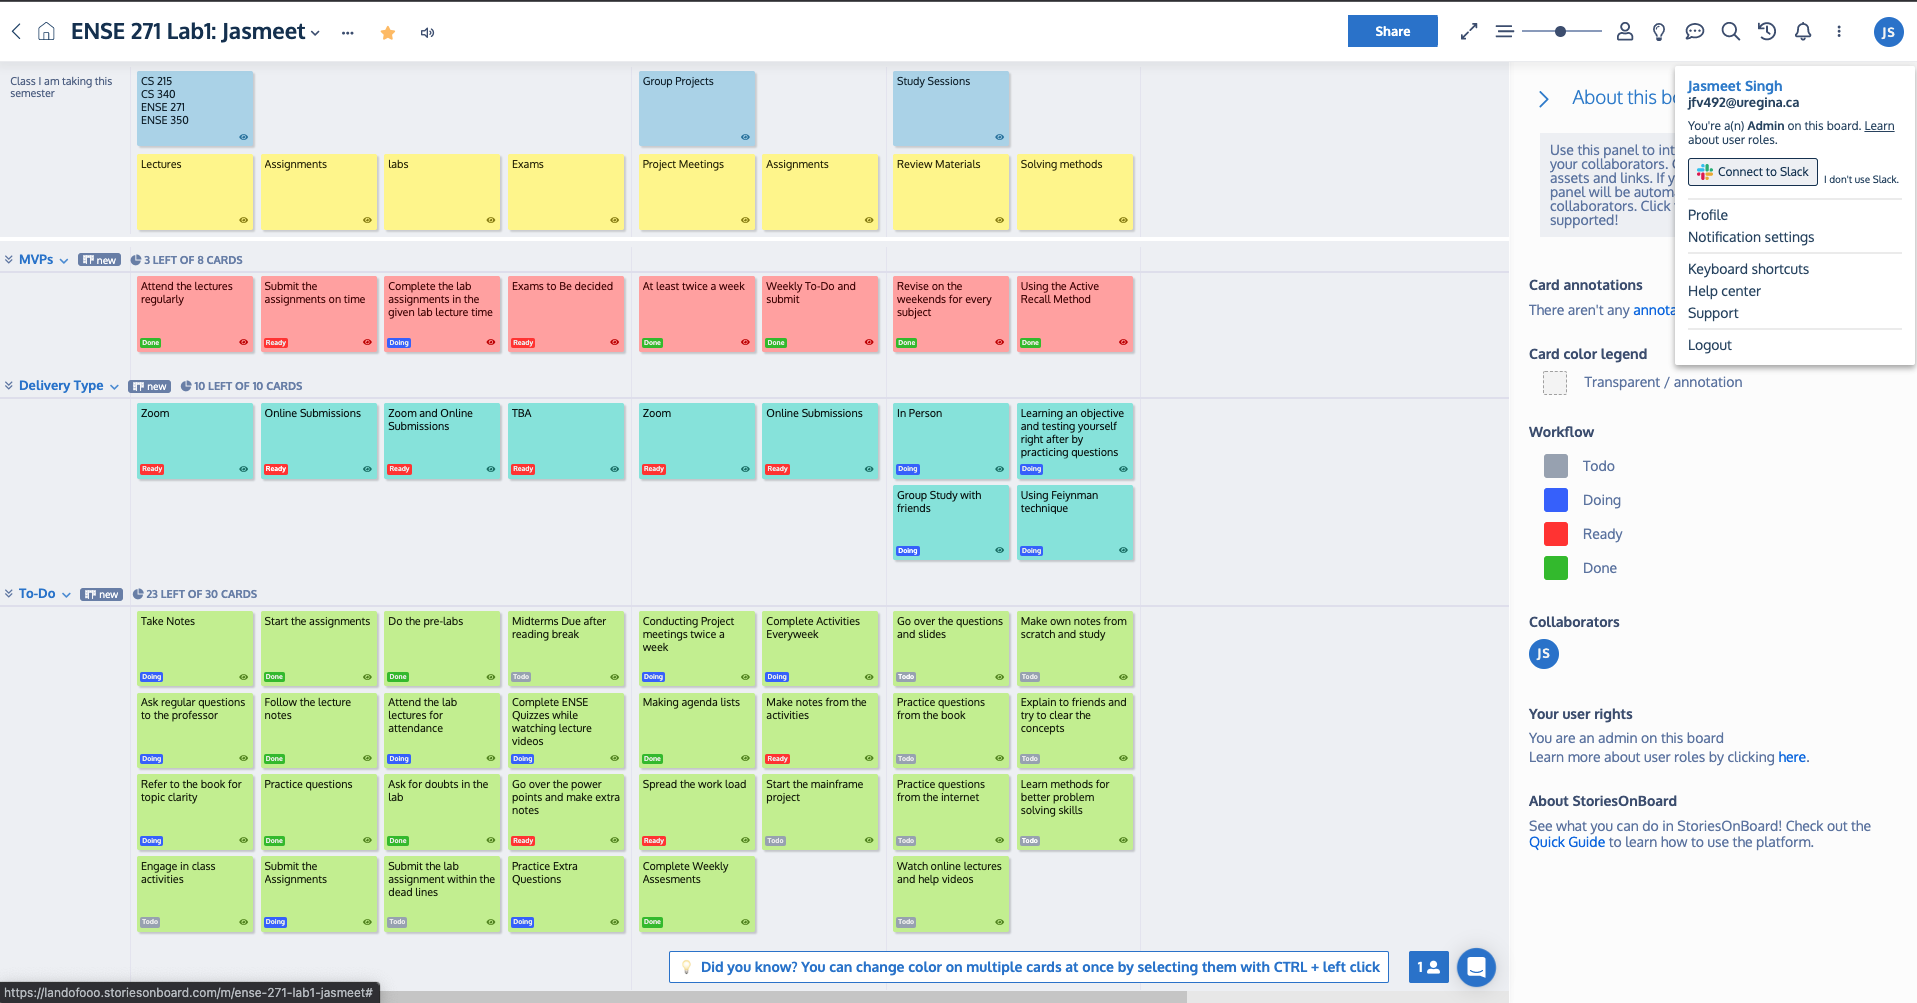 ENSE 271 Lab1: Jasmeet
Share
JS
Class I am taking this
semester
CS 215
CS 340
ENSE 271
ENSE 350
Group Projects
Study Sessions
Lectures
Assignments
labs
Exams
Project Meetings
Assignments
Review Materials
Solving methods
MVPs
new
3 LEFT OF 8 CARDS
Attend the lectures
regularly
Done
Submit the
assignments on time
Ready
Complete the lab
assignments in the
given lab lecture time
Doing
Exams to Be decided
Ready
At least twice a week
Done
Weekly To-Do and
submit
Done
Revise on the
weekends for every
subject
Done
Using the Active
Recall Method
Done
Delivery Type
new
10 LEFT OF 10 CARDS
Zoom
Ready
Online Submissions
Ready
Zoom and Online
Submissions
Ready
TBA
Ready
Zoom
Ready
Online Submissions
Ready
In Person
Doing
Learning an objective
and testing yourself
right after by
practicing questions
Doing
Group Study with
friends
Doing
Using Feiynman
technique
Doing
To-Do
new
23 LEFT OF 30 CARDS
Take Notes
Doing
Start the assignments
Done
Do the pre-labs
Done
Midterms Due after
reading break
Todo
Conducting Project
meetings twice a
week
Doing
Complete Activities
Everyweek
Doing
Go over the questions
and slides
Todo
Make own notes from
scratch and study
Todo
Ask regular questions
to the professor
Doing
Follow the lecture
notes
Done
Attend the lab
lectures for
attendance
Doing
Complete ENSE
Quizzes while
watching lecture
videos
Doing
Making agenda lists
Done
Make notes from the
activities
Ready
Practice questions
from the book
Todo
Explain to friends and
try to clear the
concepts
Todo
Refer to the book for
topic clarity
Doing
Practice questions
Done
Ask for doubts in the
lab
Done
Go over the power
points and make extra
notes
Ready
Spread the work load
Ready
Start the mainframe
project
Todo
Practice questions
from the internet
Todo
Learn methods for
better problem
solving skills
Todo
Engage in class
activities
Todo
Submit the
Assignments
Doing
Submit the lab
assignment within the
dead lines
Todo
Practice Extra
Questions
Doing
Complete Weekly
Assesments
Done
Watch online lectures
and help videos
Todo
About this bo
Use this panel to int
your collaborators. C
assets and links. If y
panel will be autom
collaborators. Click
supported!
Card annotations
There aren't any annota
Card color legend
Transparent / annotation
Workflow
Todo
Doing
Ready
Done
Collaborators
JS
Your user rights
You are an admin on this board
Learn more about user roles by clicking here.
About StoriesOnBoard
See what you can do in StoriesOnBoard! Check out the
Quick Guide to learn how to use the platform.
Jasmeet Singh
jfv492@uregina.ca
You're a(n) Admin on this board. Learn
about user roles.
Connect to Slack
I don't use Slack.
Profile
Notification settings
Keyboard shortcuts
Help center
Support
Logout
Did you know? You can change color on multiple cards at once by selecting them with CTRL + left click
1
https://landofooo.storiesonboard.com/m/ense-271-lab1-jasmeet#